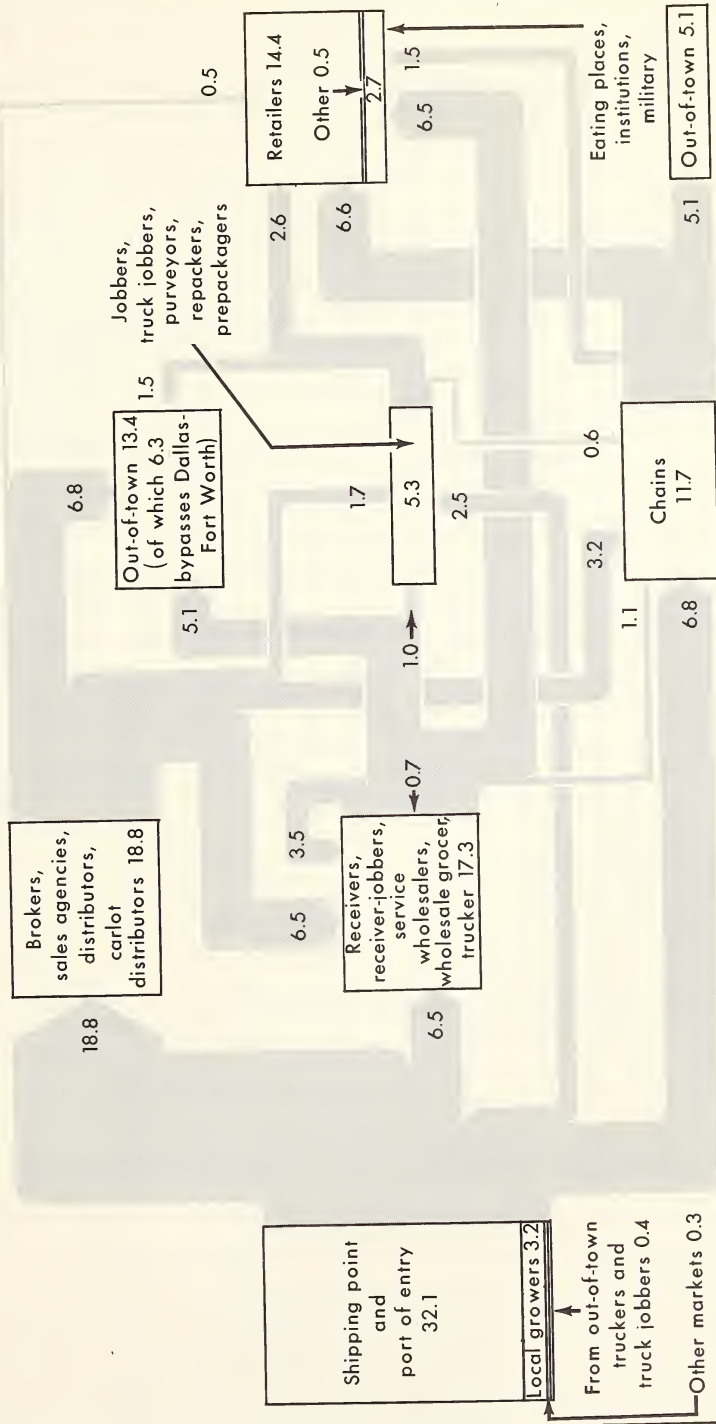 Shipping point
and
port of entry
32.1
Local growers 3.2
From out-of-town
truckers and
truck jobbers 0.4
Other markets 0.3
18.8
6.5
6.8
Brokers,
sales agencies,
distributors,
carlot
distributors 18.8
6.5
3.5
Receivers,
receiver-jobbers,
service
wholesalers,
wholesale grocer,
trucker 17.3
0.7
6.8
5.1
Out-of-town 13.4
(of which 6.3
bypasses Dallas-
Fort Worth)
1.5
1.7
1.0
5.3
2.5
Jobbers,
truck jobbers,
purveyors,
repackers,
prepackagers
3.2
1.1
0.6
Chains
11.7
0.5
2.6
6.6
Retailers 14.4
Other 0.5
2.7
6.5
1.5
Eating places,
institutions,
military
5.1
Out-of-town 5.1